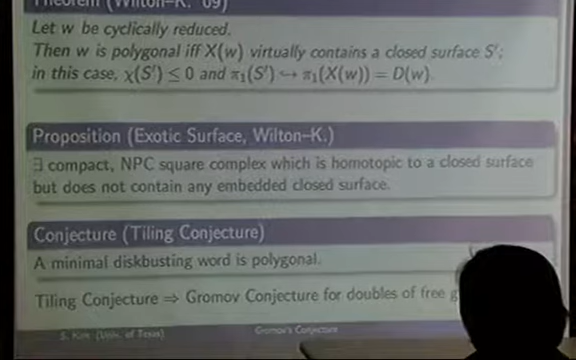 Theorem (Wilton–K. '09)
Let w be cyclically reduced.
Then w is polygonal iff X(w) virtually contains a closed surface S';
in this case, χ(S') ≤ 0 and π₁(S') ↪ π₁(X(w)) = D(w).
Proposition (Exotic Surface, Wilton–K.)
∃ compact, NPC square complex which is homotopic to a closed surface
but does not contain any embedded closed surface.
Conjecture (Tiling Conjecture)
A minimal diskbusting word is polygonal.
Tiling Conjecture ⇒ Gromov Conjecture for doubles of free
S. Kim (Univ. of Texas) Gromov's Conjecture